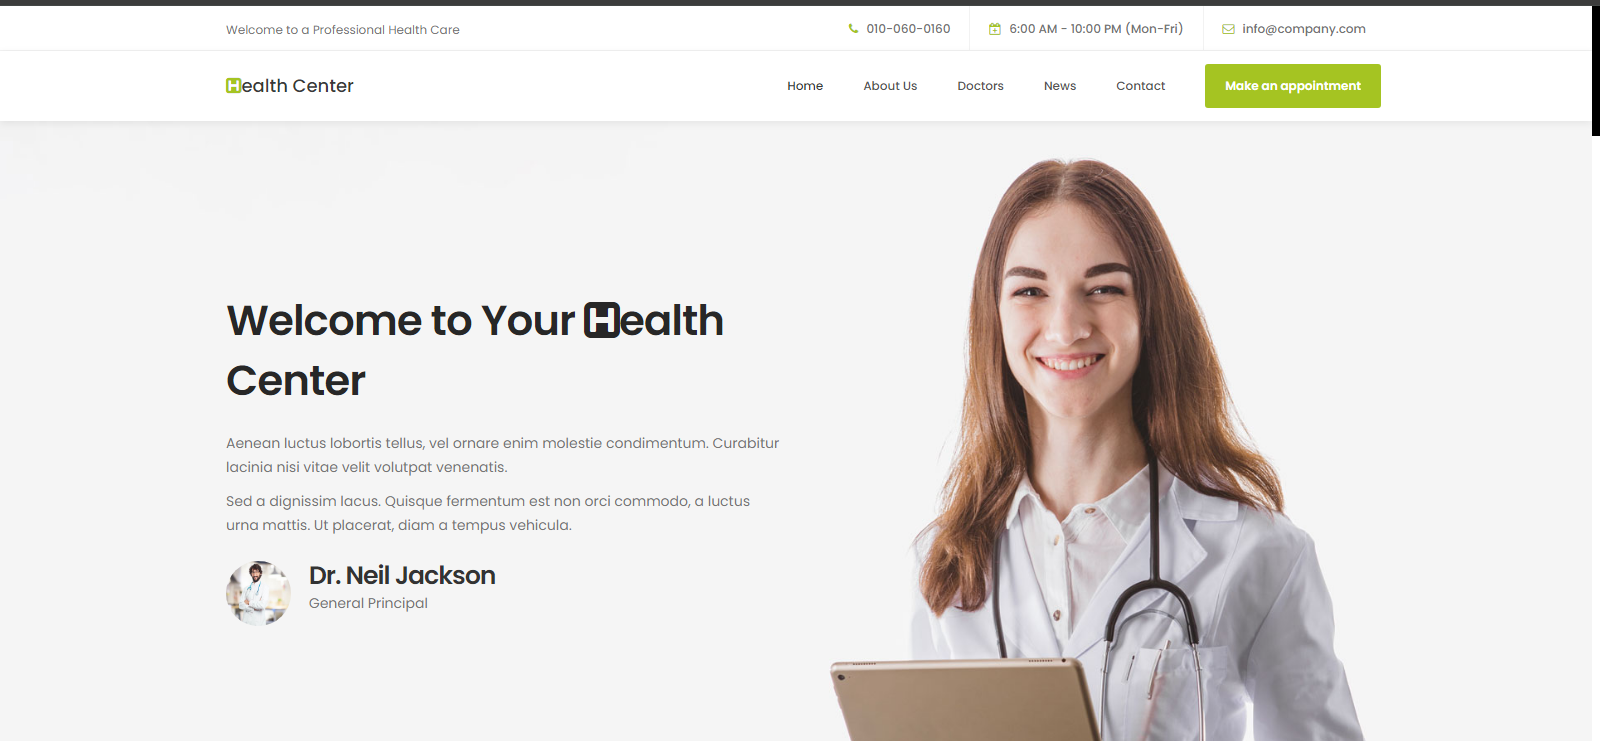 Welcome to a Professional Health Care
010-060-0160
6:00 AM - 10:00 PM (Mon-Fri)
info@company.com
Health Center
Home
About Us
Doctors
News
Contact
Make an appointment
Welcome to Your Health
Center
Aenean luctus lobortis tellus, vel ornare enim molestie condimentum. Curabitur
lacinia nisi vitae velit volutpat venenatis.
Sed a dignissim lacus. Quisque fermentum est non orci commodo, a luctus
urna mattis. Ut placerat, diam a tempus vehicula.
Dr. Neil Jackson
General Principal